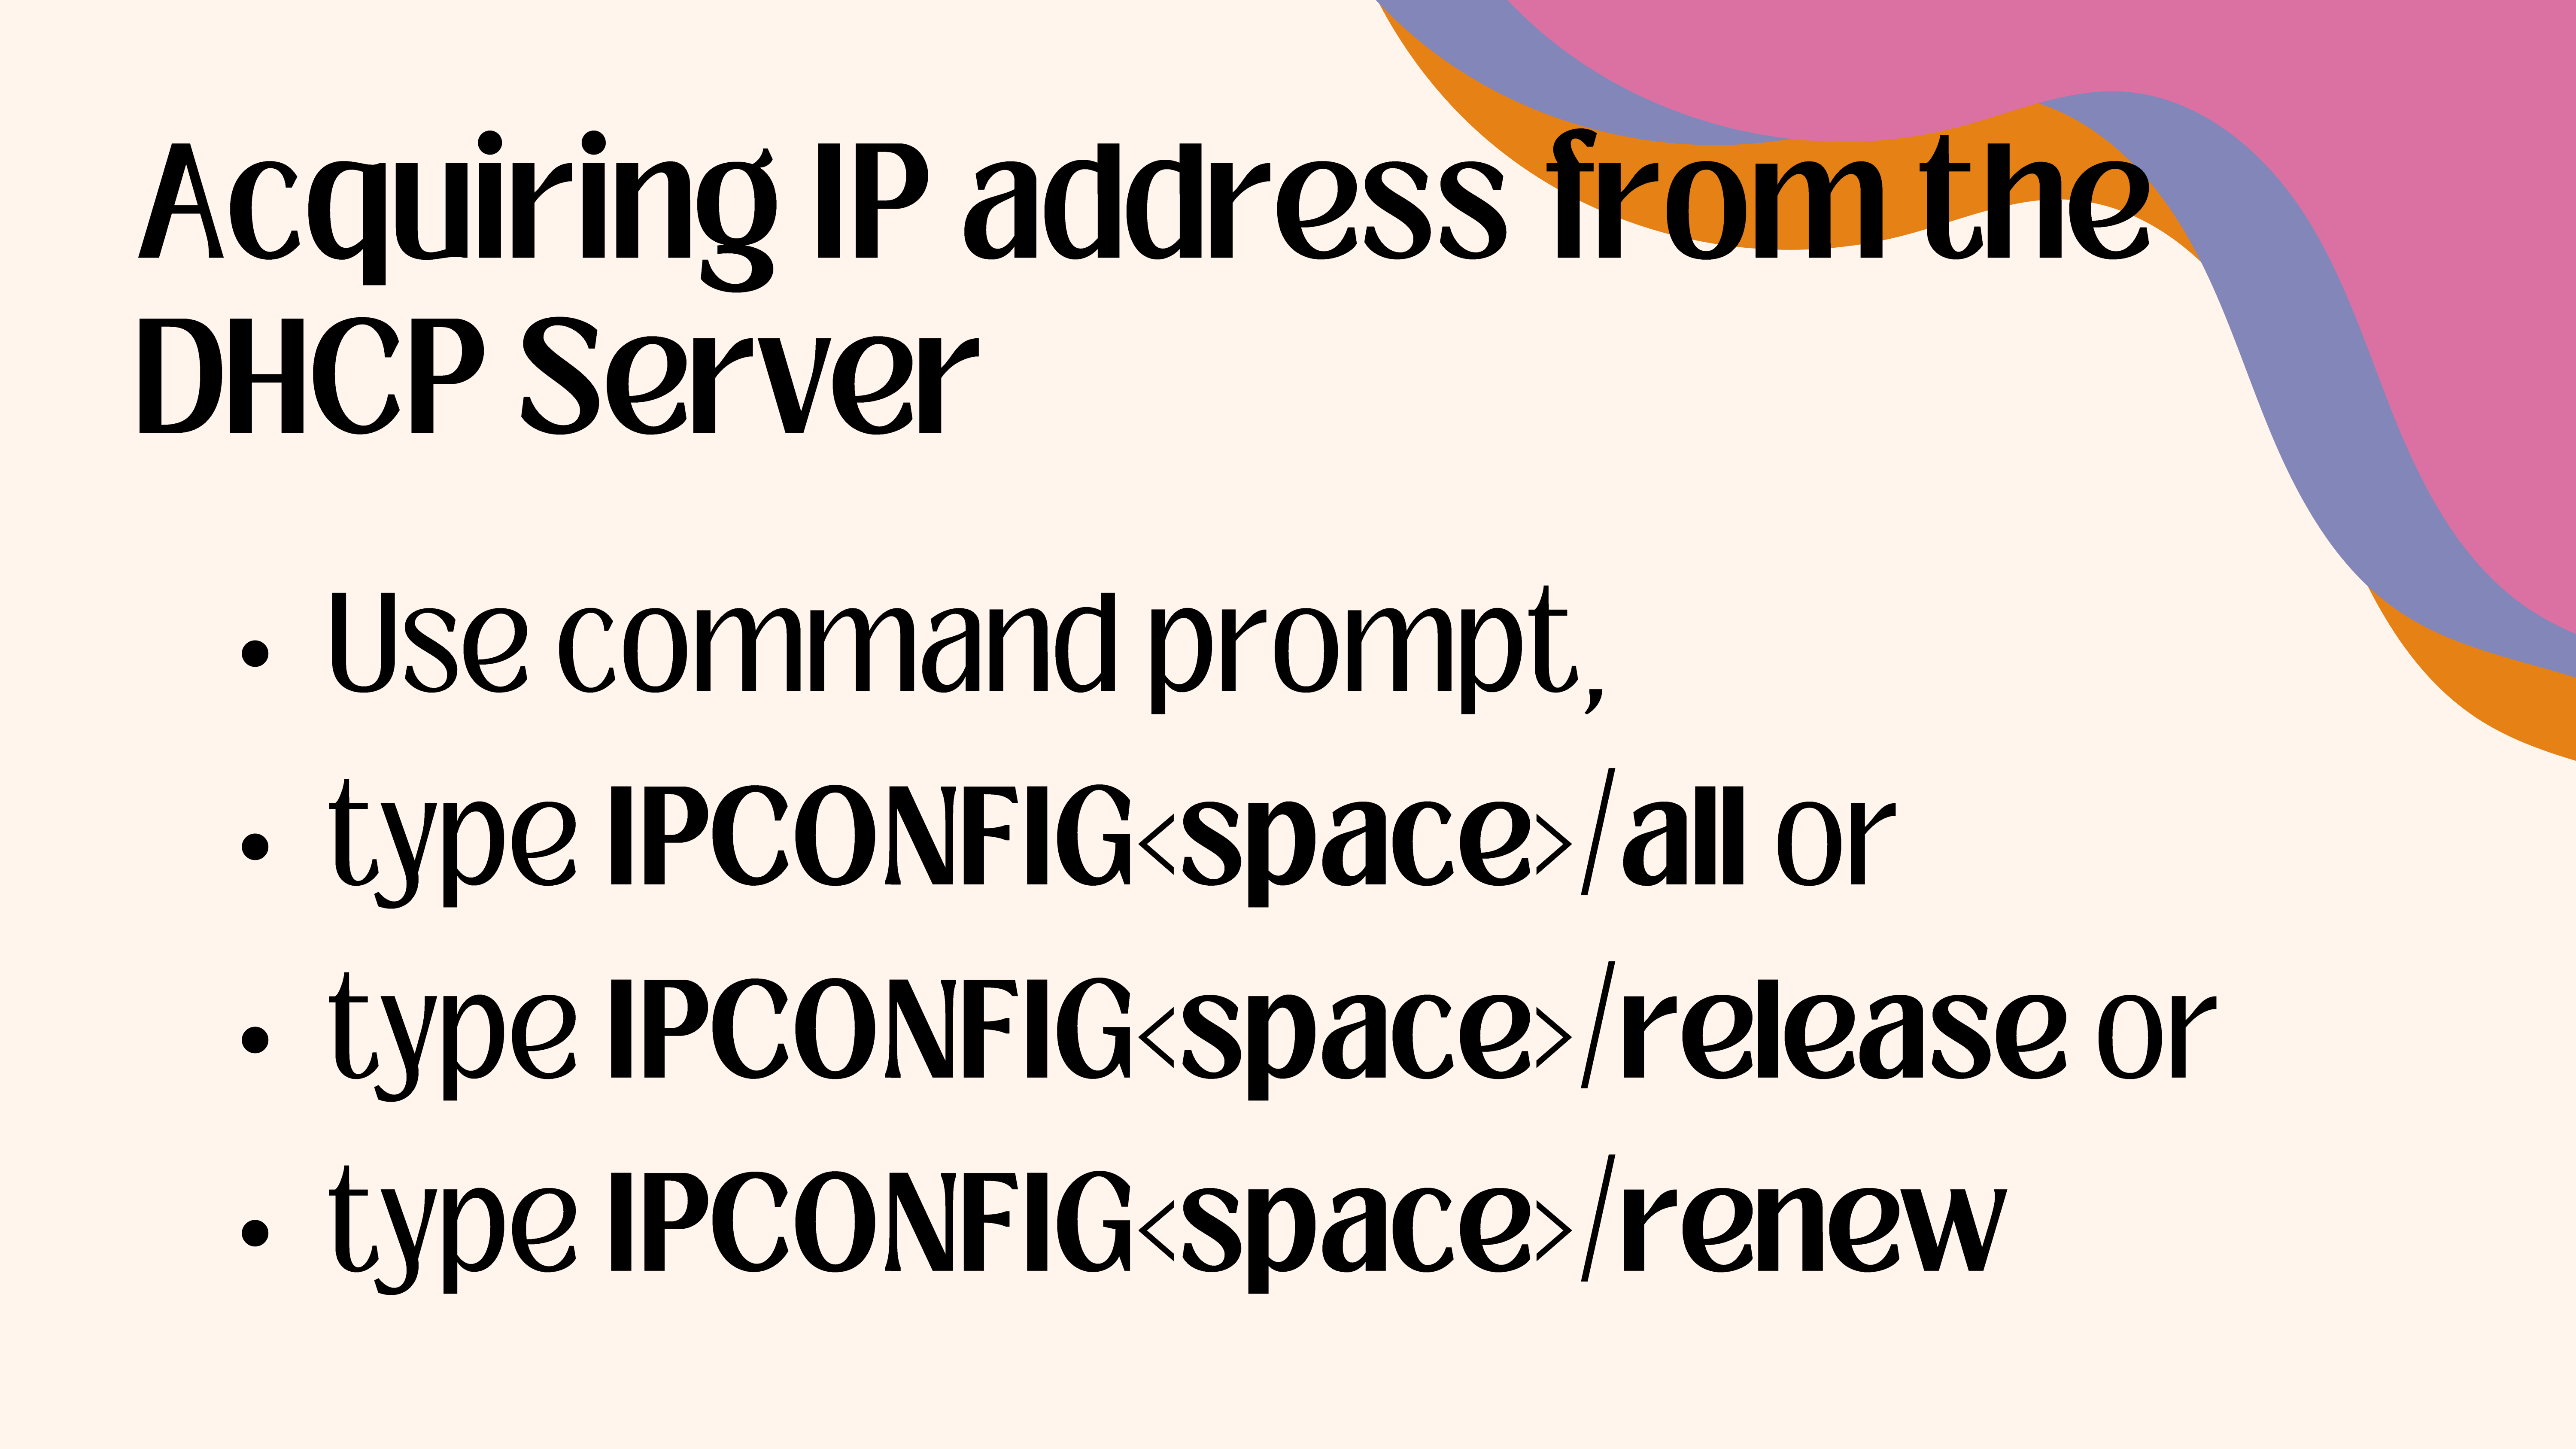 Acquiring IP address from the
DHCP Server
• Use command prompt,
• type IPCONFIG<space>/all or
• type IPCONFIG<space>/release or
• type IPCONFIG<space>/renew